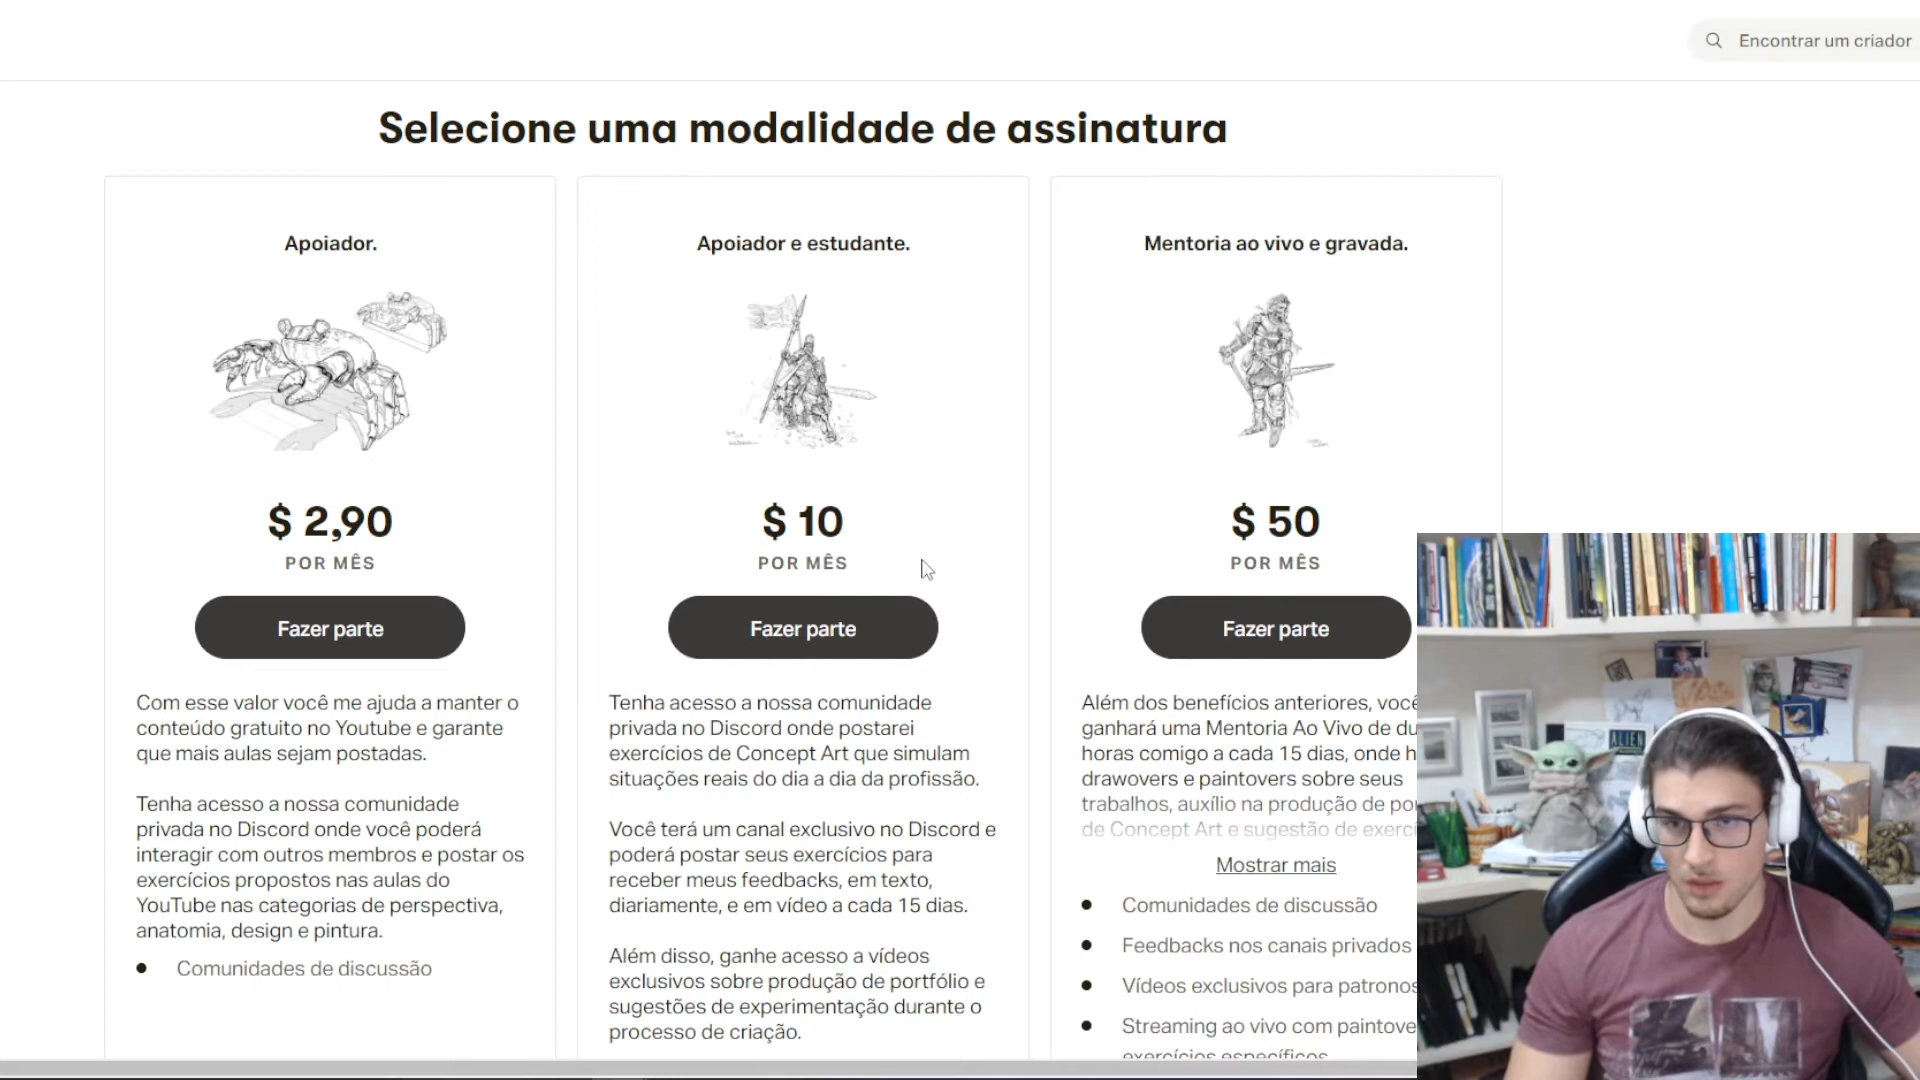 Encontrar um criador
Selecione uma modalidade de assinatura
Apoiador.
$ 2,90
POR MÊS
Fazer parte
Com esse valor você me ajuda a manter o
conteúdo gratuito no Youtube e garante
que mais aulas sejam postadas.
Tenha acesso a nossa comunidade
privada no Discord onde você poderá
interagir com outros membros e postar os
exercícios propostos nas aulas do
YouTube nas categorias de perspectiva,
anatomia, design e pintura.
Comunidades de discussão
Apoiador e estudante.
$ 10
POR MÊS
Fazer parte
Tenha acesso a nossa comunidade
privada no Discord onde postarei
exercícios de Concept Art que simulam
situações reais do dia a dia da profissão.
Você terá um canal exclusivo no Discord e
poderá postar seus exercícios para
receber meus feedbacks, em texto,
diariamente, e em vídeo a cada 15 dias.
Além disso, ganhe acesso a vídeos
exclusivos sobre produção de portfólio e
sugestões de experimentação durante o
processo de criação.
Mentoria ao vivo e gravada.
$ 50
POR MÊS
Fazer parte
Além dos benefícios anteriores, você
ganhará uma Mentoria Ao Vivo de du
horas comigo a cada 15 dias, onde h
drawovers e paintovers sobre seus
trabalhos, auxílio na produção de po
de Concept Art e sugestão de exerc
Mostrar mais
Comunidades de discussão
Feedbacks nos canais privados
Vídeos exclusivos para patronos
Streaming ao vivo com paintove
exercícios específicos
ALIEN